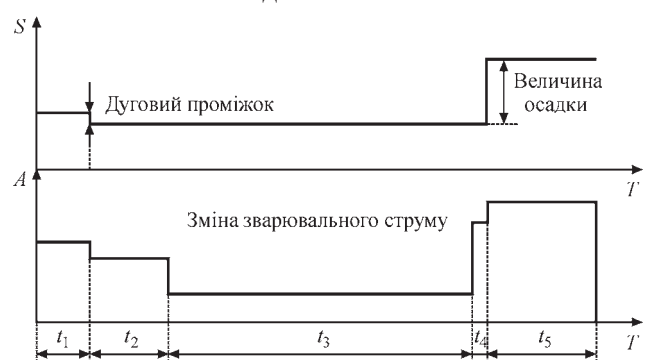 S
Дуговий проміжок
Величина
осадки
T
A
Зміна зварювального струму
t1
t2
t3
t4
t5
T